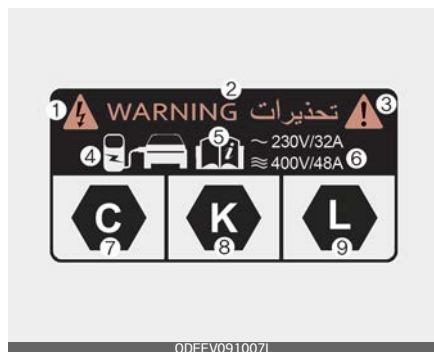 ②
① WARNING تحذيرات ③
④ ⑤ i ~ 230V/32A
≋ 400V/48A ⑥
C K L
⑦ ⑧ ⑨
ODEEV091007L